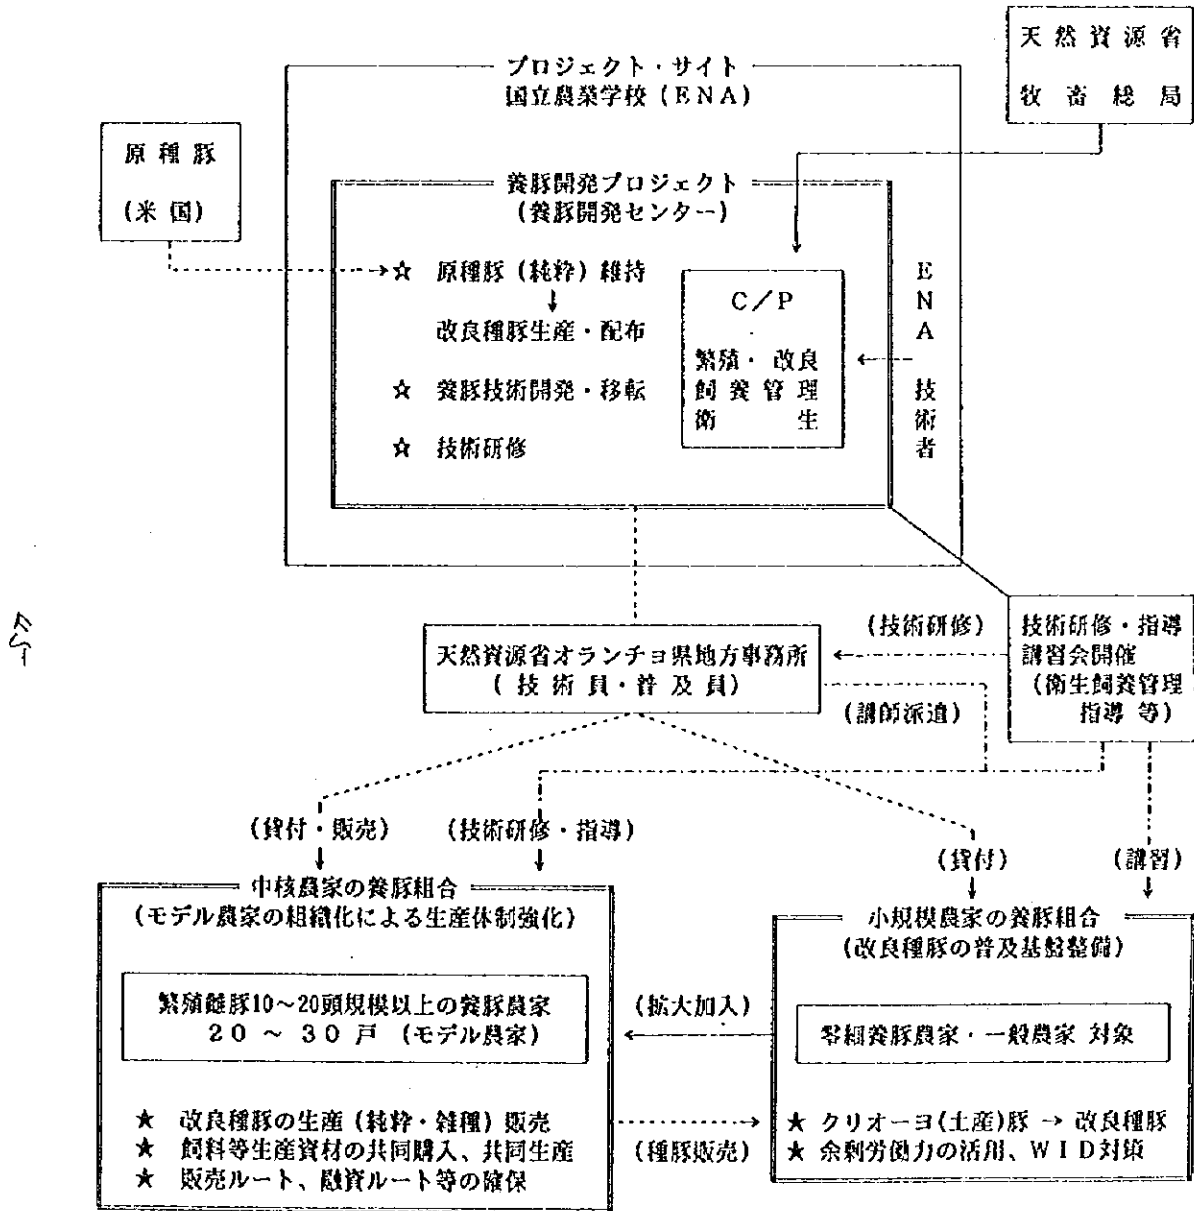 天然資源省
牧畜総局
プロジェクト・サイト
国立農業学校(ENA)
原種豚
(米国)
養豚開発プロジェクト
(養豚開発センター)
☆ 原種豚(純粋)維持
↓
改良種豚生産・配布
☆ 養豚技術開発・移転
☆ 技術研修
C/P
繁殖・改良
飼養管理
衛生
ENA 技術者
天然資源省オランチョ県地方事務所
(技術員・普及員)
(技術研修)
(講師派遣)
技術研修・指導
講習会開催
(衛生飼養管理
指導等)
(貸付・販売)
(技術研修・指導)
(貸付)
(講習)
中核農家の養豚組合
(モデル農家の組織化による生産体制強化)
繁殖雌豚10~20頭規模以上の養豚農家
20~30戸(モデル農家)
★ 改良種豚の生産(純粋・雑種)販売
★ 飼料等生産資材の共同購入、共同生産
★ 販売ルート、融資ルート等の確保
(拡大加入)
(種豚販売)
小規模農家の養豚組合
(改良種豚の普及基盤整備)
零細養豚農家・一般農家 対象
★ クリオーヨ(土産)豚 → 改良種豚
★ 余剰労働力の活用、WID対策